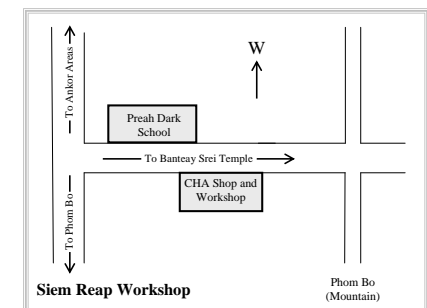 To Ankor Areas
W
Preah Dark
School
To Banteay Srei Temple
CHA Shop and
Workshop
To Phom Bo
Siem Reap Workshop
Phom Bo
(Mountain)